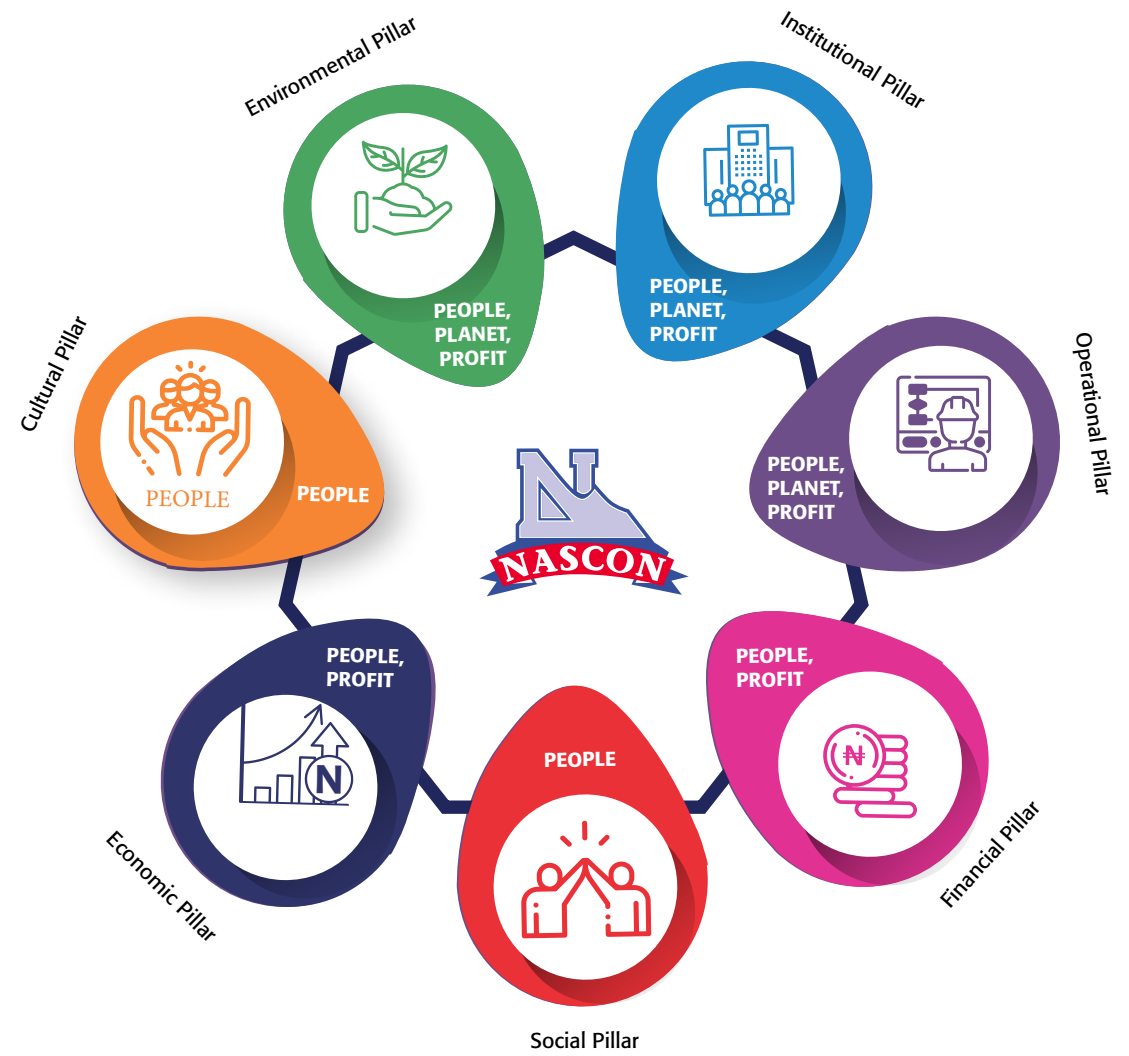 Environmental Pillar
Institutional Pillar
PEOPLE,
PLANET,
PROFIT
PEOPLE,
PLANET,
PROFIT
Cultural Pillar
PEOPLE
PEOPLE
Operational Pillar
PEOPLE,
PLANET,
PROFIT
NASCON
PEOPLE,
PROFIT
N
Economic Pillar
PEOPLE
Social Pillar
PEOPLE,
PROFIT
₦
Financial Pillar